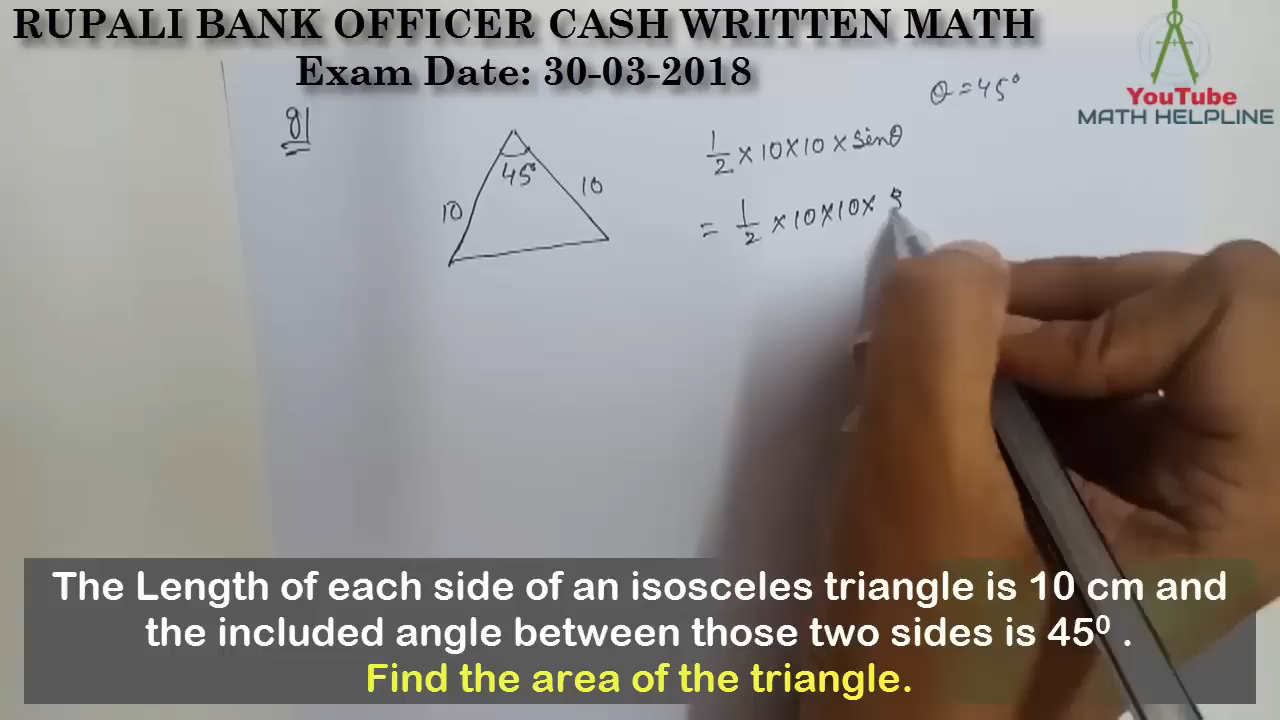 RUPALI BANK OFFICER CASH WRITTEN MATH
Exam Date: 30-03-2018
YouTube
MATH HELPLINE
θ = 45°
45°
10
10
1/2 × 10 × 10 × sinθ
= 1/2 × 10 × 10 ×
The Length of each side of an isosceles triangle is 10 cm and
the included angle between those two sides is 45⁰ .
Find the area of the triangle.